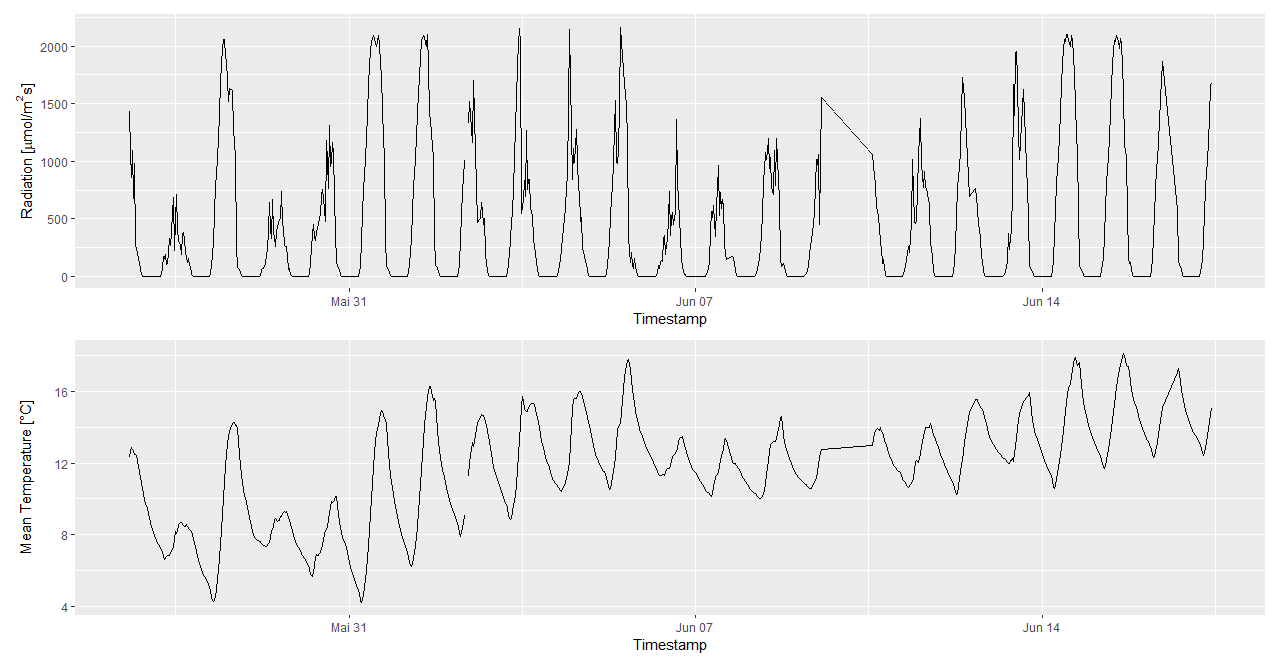 Radiation [µmol/m²s]
2000
1500
1000
500
0
Mai 31
Jun 07
Jun 14
Timestamp
Mean Temperature [°C]
16
12
8
4
Mai 31
Jun 07
Jun 14
Timestamp